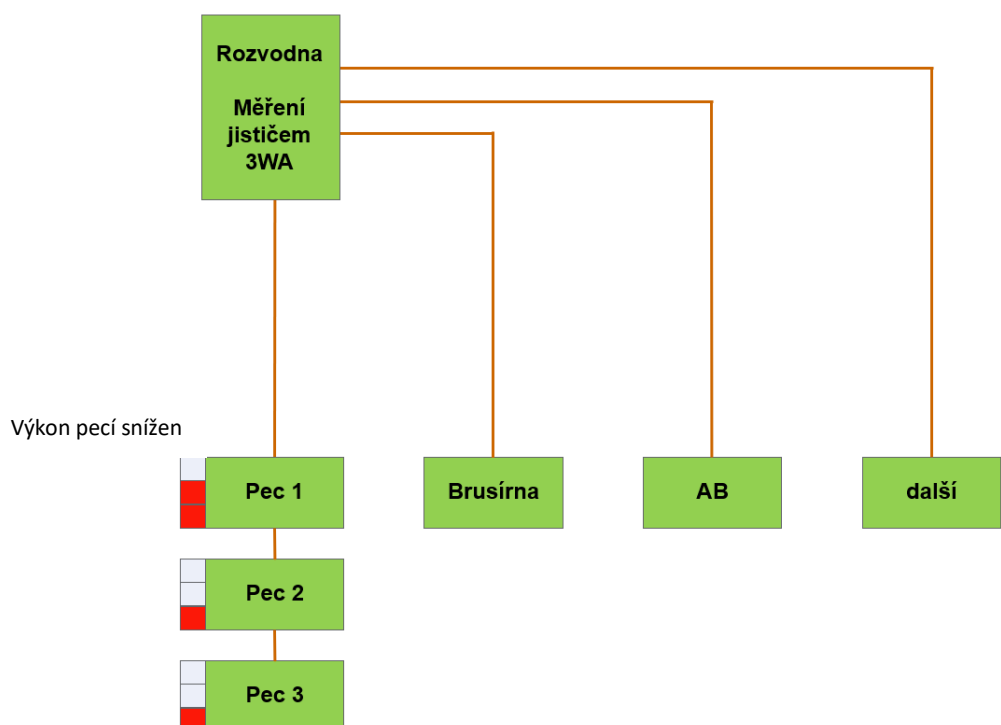 Rozvodna
Měření
jističem
3WA
Výkon pecí snížen
Pec 1
Brusírna
AB
další
Pec 2
Pec 3